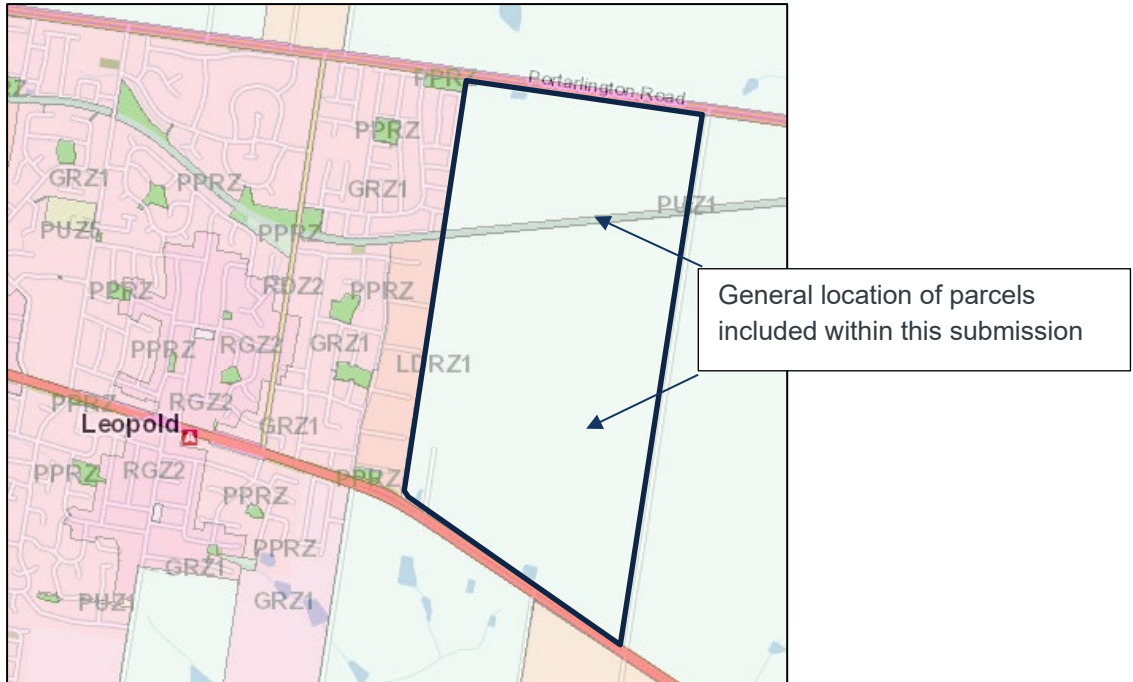 PPRZ
Portarlington Road
PPRZ
GRZ1
PPRZ
GRZ1
PUZ5
PPRZ
PUZ1
General location of parcels
included within this submission
RDZ2
PPRZ
PPRZ
PPRZ
RGZ2
GRZ1
LDRZ1
RGZ2
PPRZ
GRZ1
Leopold
A
PPRZ
RGZ2
PPRZ
PPRZ
PPRZ
GRZ1
PUZ1
GRZ1